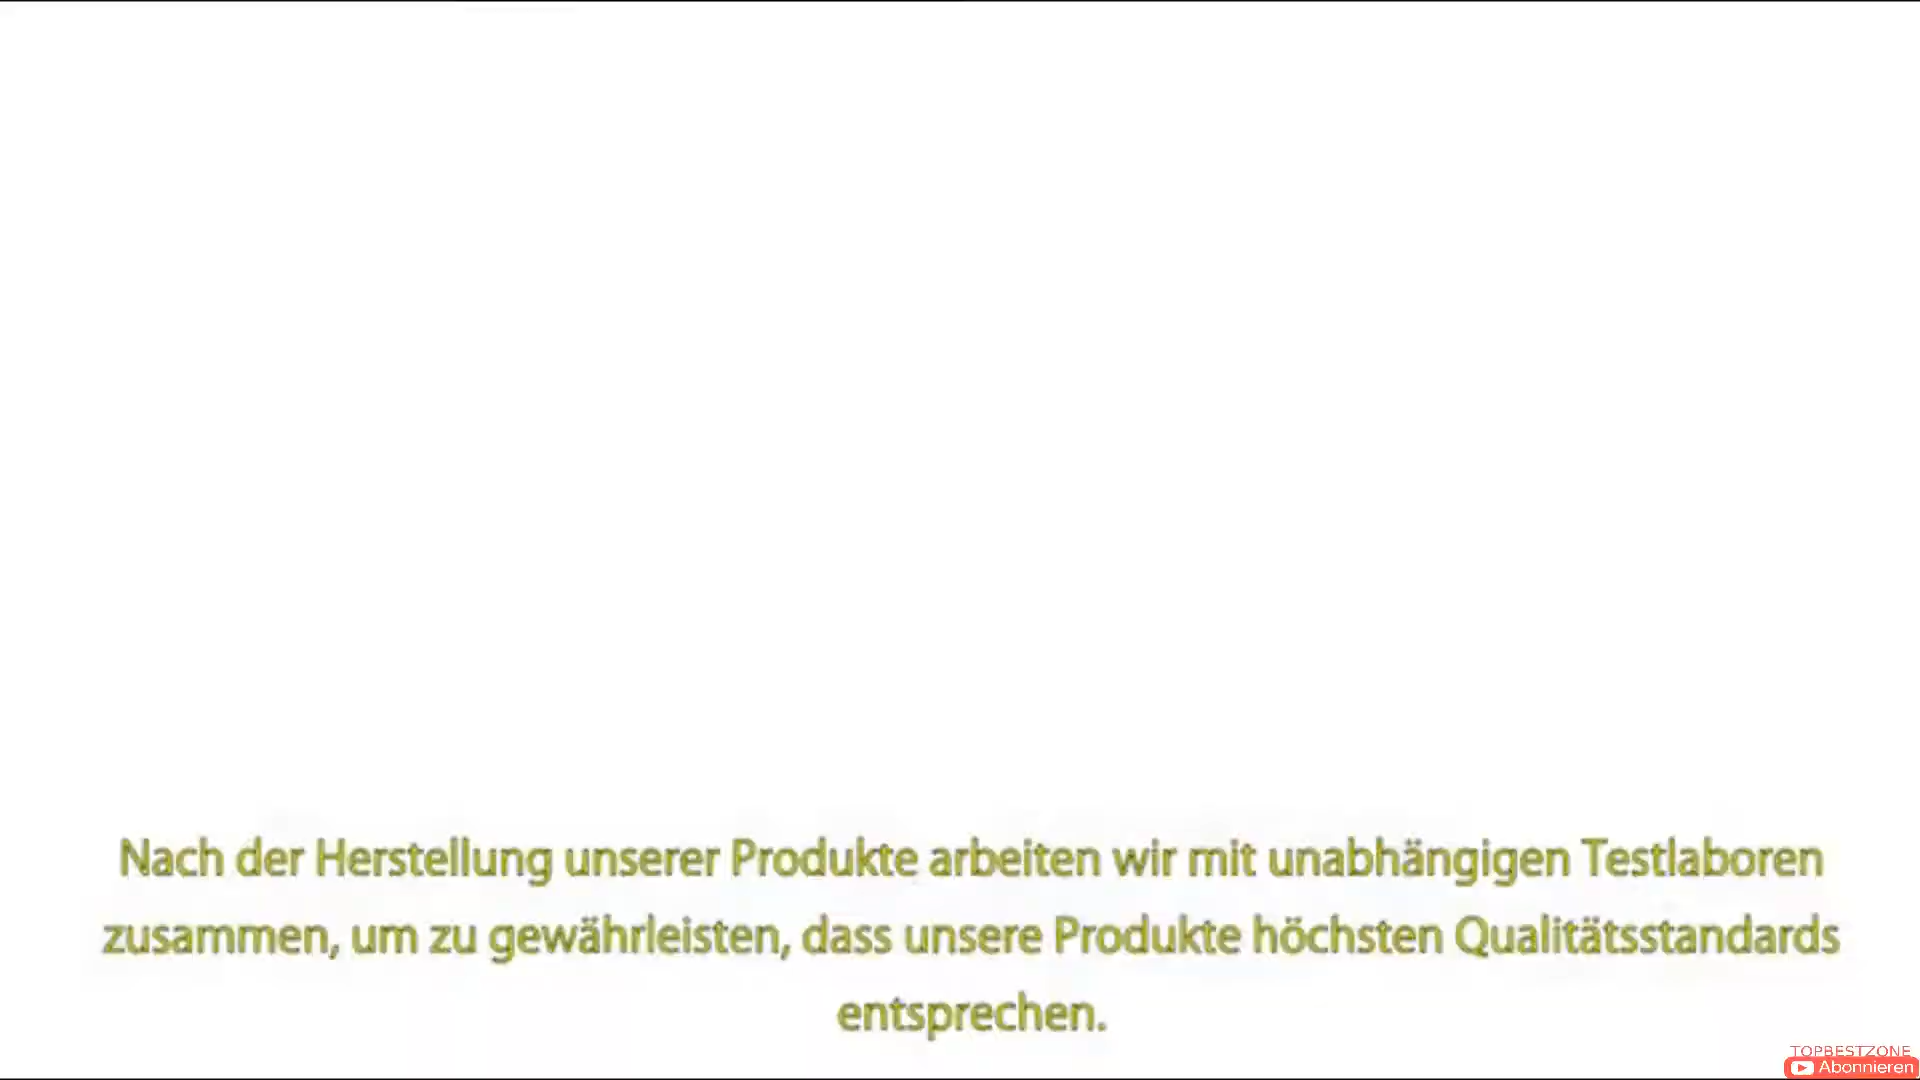 Nach der Herstellung unserer Produkte arbeiten wir mit unabhängigen Testlaboren
zusammen, um zu gewährleisten, dass unsere Produkte höchsten Qualitätsstandards
entsprechen.
TOPBESTZONE
Abonnieren